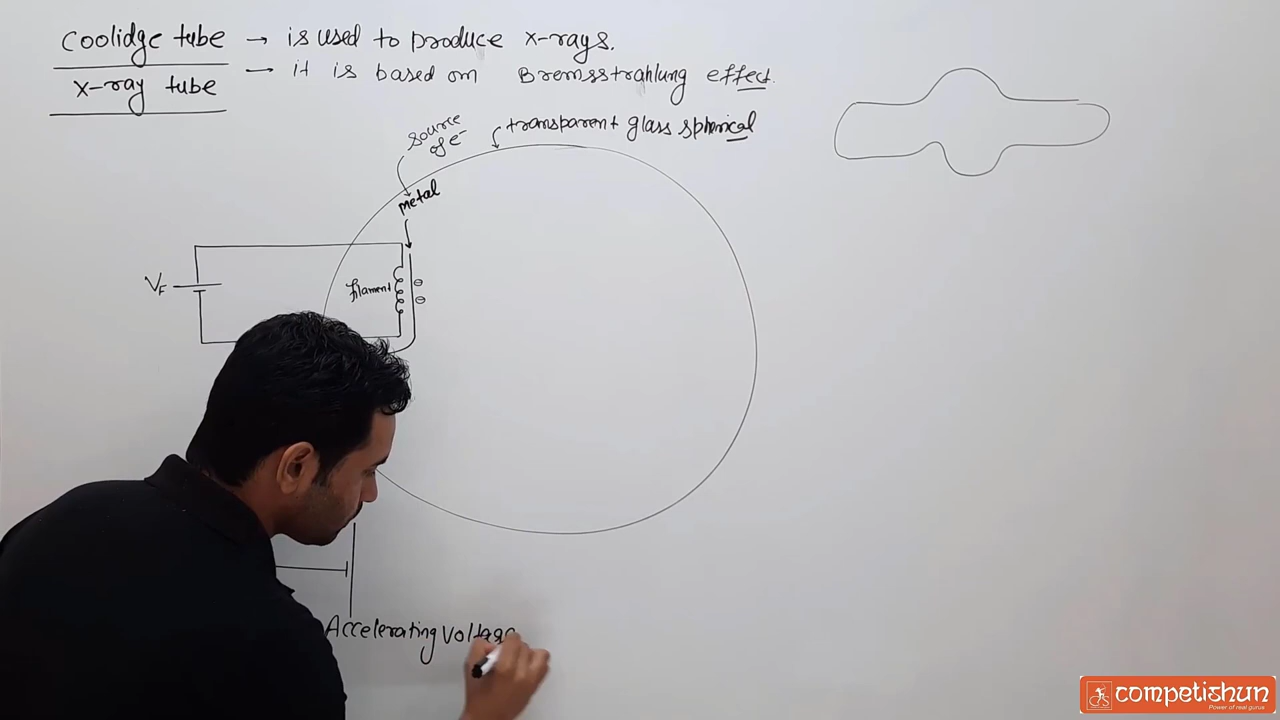 Coolidge tube → is used to produce x-rays.
x-ray tube — it is based on Bremsstrahlung effect.
source of e-
transparent glass spherical
metal
VF
filament
Accelerating Voltage
competishun
Power of real gurus